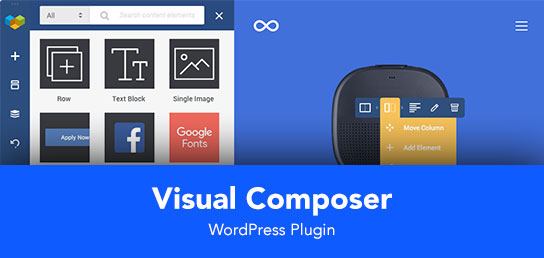 All
Search content elements
Row
Text Block
Single Image
Apply Now
Google
Fonts
Move Column
Add Element
Visual Composer
WordPress Plugin